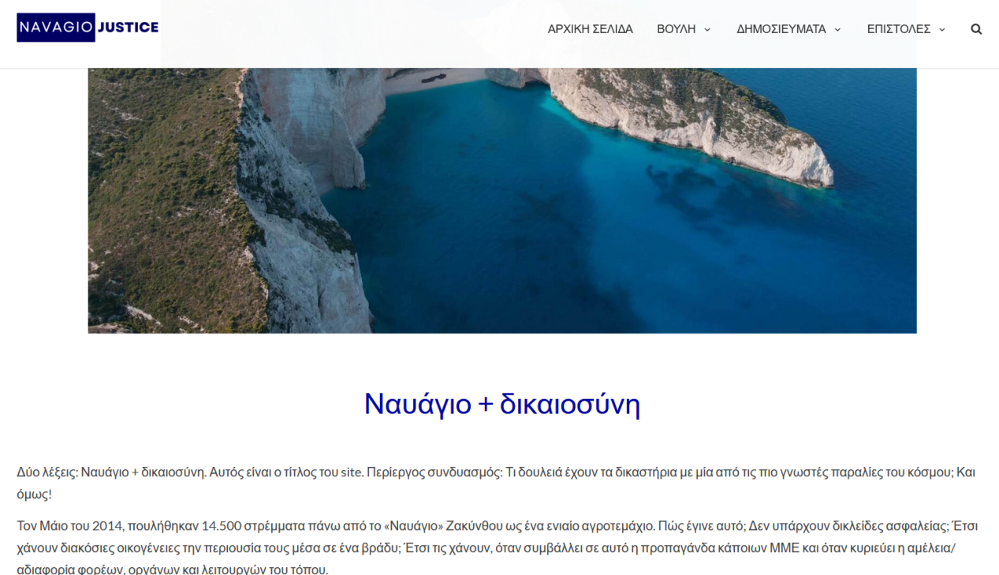 NAVAGIO JUSTICE
ΑΡΧΙΚΗ ΣΕΛΙΔΑ ΒΟΥΛΗ ΔΗΜΟΣΙΕΥΜΑΤΑ ΕΠΙΣΤΟΛΕΣ
Ναυάγιο + δικαιοσύνη
Δύο λέξεις: Ναυάγιο + δικαιοσύνη. Αυτός είναι ο τίτλος του site. Περίεργος συνδυασμός: Τι δουλειά έχουν τα δικαστήρια με μία από τις πιο γνωστές παραλίες του κόσμου; Και
όμως!
Τον Μάιο του 2014, πουλήθηκαν 14.500 στρέμματα πάνω από το «Ναυάγιο» Ζακύνθου ως ένα ενιαίο αγροτεμάχιο. Πώς έγινε αυτό; Δεν υπάρχουν δικλείδες ασφαλείας; Έτσι
χάνουν διακόσιες οικογένειες την περιουσία τους μέσα σε ένα βράδυ; Έτσι τις χάνουν, όταν συμβάλλει σε αυτό η προπαγάνδα κάποιων ΜΜΕ και όταν κυριεύει η αμέλεια/
αδιαφορία φορέων, οργάνων και λειτουργών του τόπου.